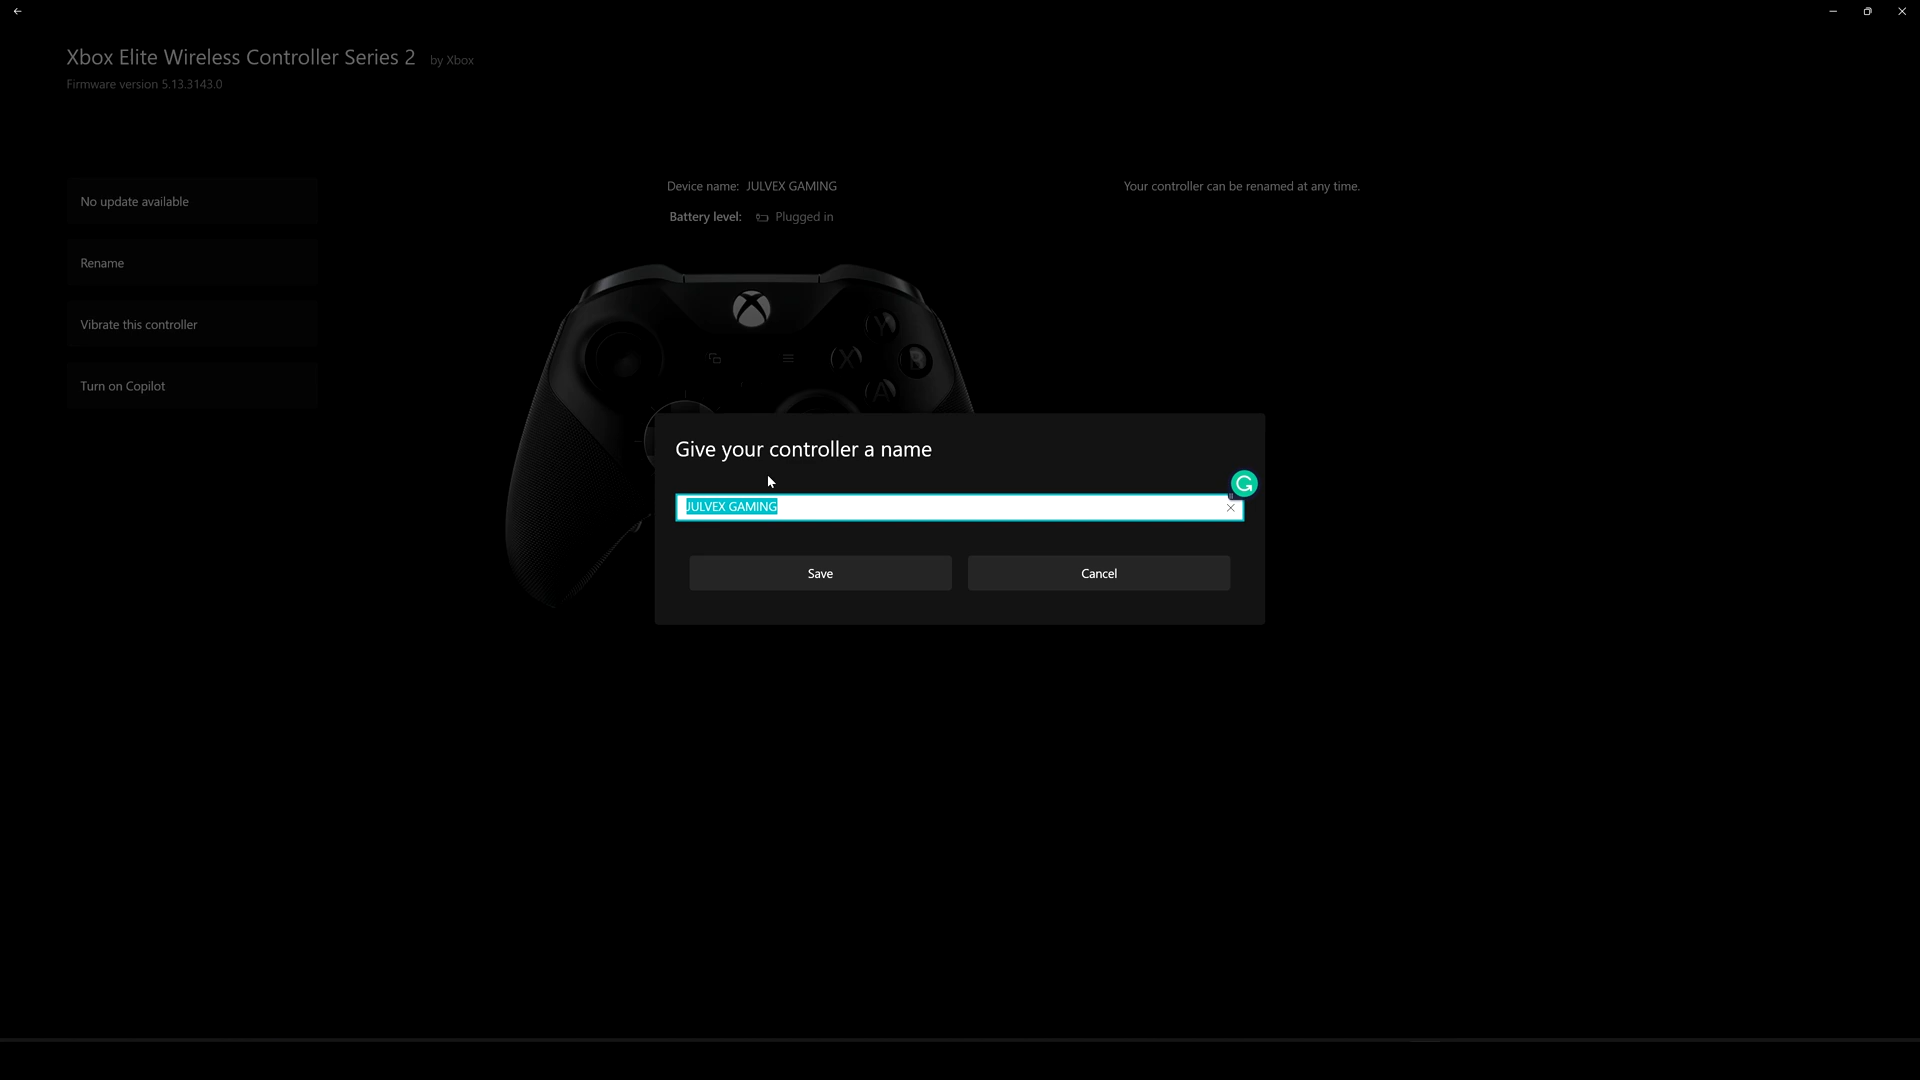 Xbox Elite Wireless Controller Series 2 by Xbox
Firmware version 5.13.3143.0
No update available
Rename
Vibrate this controller
Turn on Copilot
Device name: JULVEX GAMING
Battery level: Plugged in
Your controller can be renamed at any time.
Y
X
B
A
Give your controller a name
JULVEX GAMING
Save
Cancel